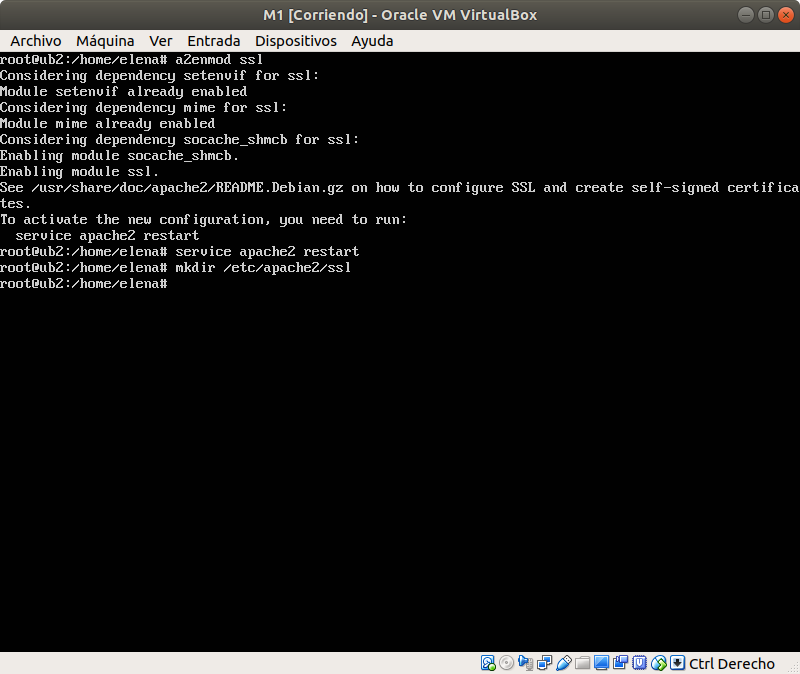 M1 [Corriendo] - Oracle VM VirtualBox
Archivo Máquina Ver Entrada Dispositivos Ayuda
root@ub2:/home/elena# a2enmod ssl
Considering dependency setenvif for ssl:
Module setenvif already enabled
Considering dependency mime for ssl:
Module mime already enabled
Considering dependency socache_shmcb for ssl:
Enabling module socache_shmcb.
Enabling module ssl.
See /usr/share/doc/apache2/README.Debian.gz on how to configure SSL and create self-signed certifica
tes.
To activate the new configuration, you need to run:
  service apache2 restart
root@ub2:/home/elena# service apache2 restart
root@ub2:/home/elena# mkdir /etc/apache2/ssl
root@ub2:/home/elena#
Ctrl Derecho